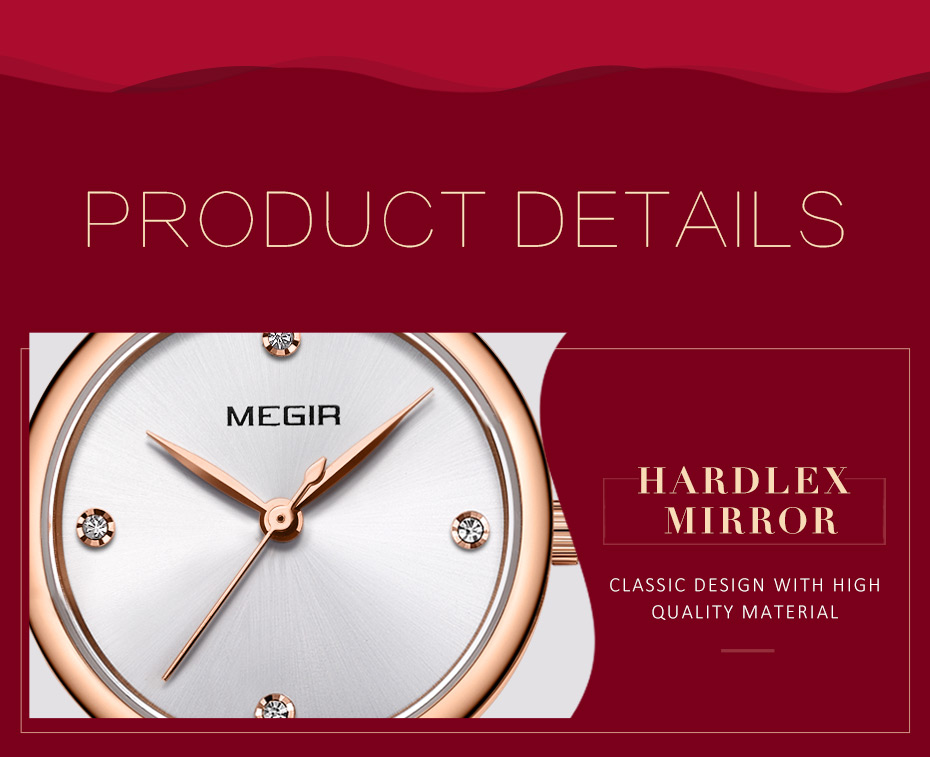 PRODUCT DETAILS
MEGIR
HARDLEX
MIRROR
CLASSIC DESIGN WITH HIGH
QUALITY MATERIAL